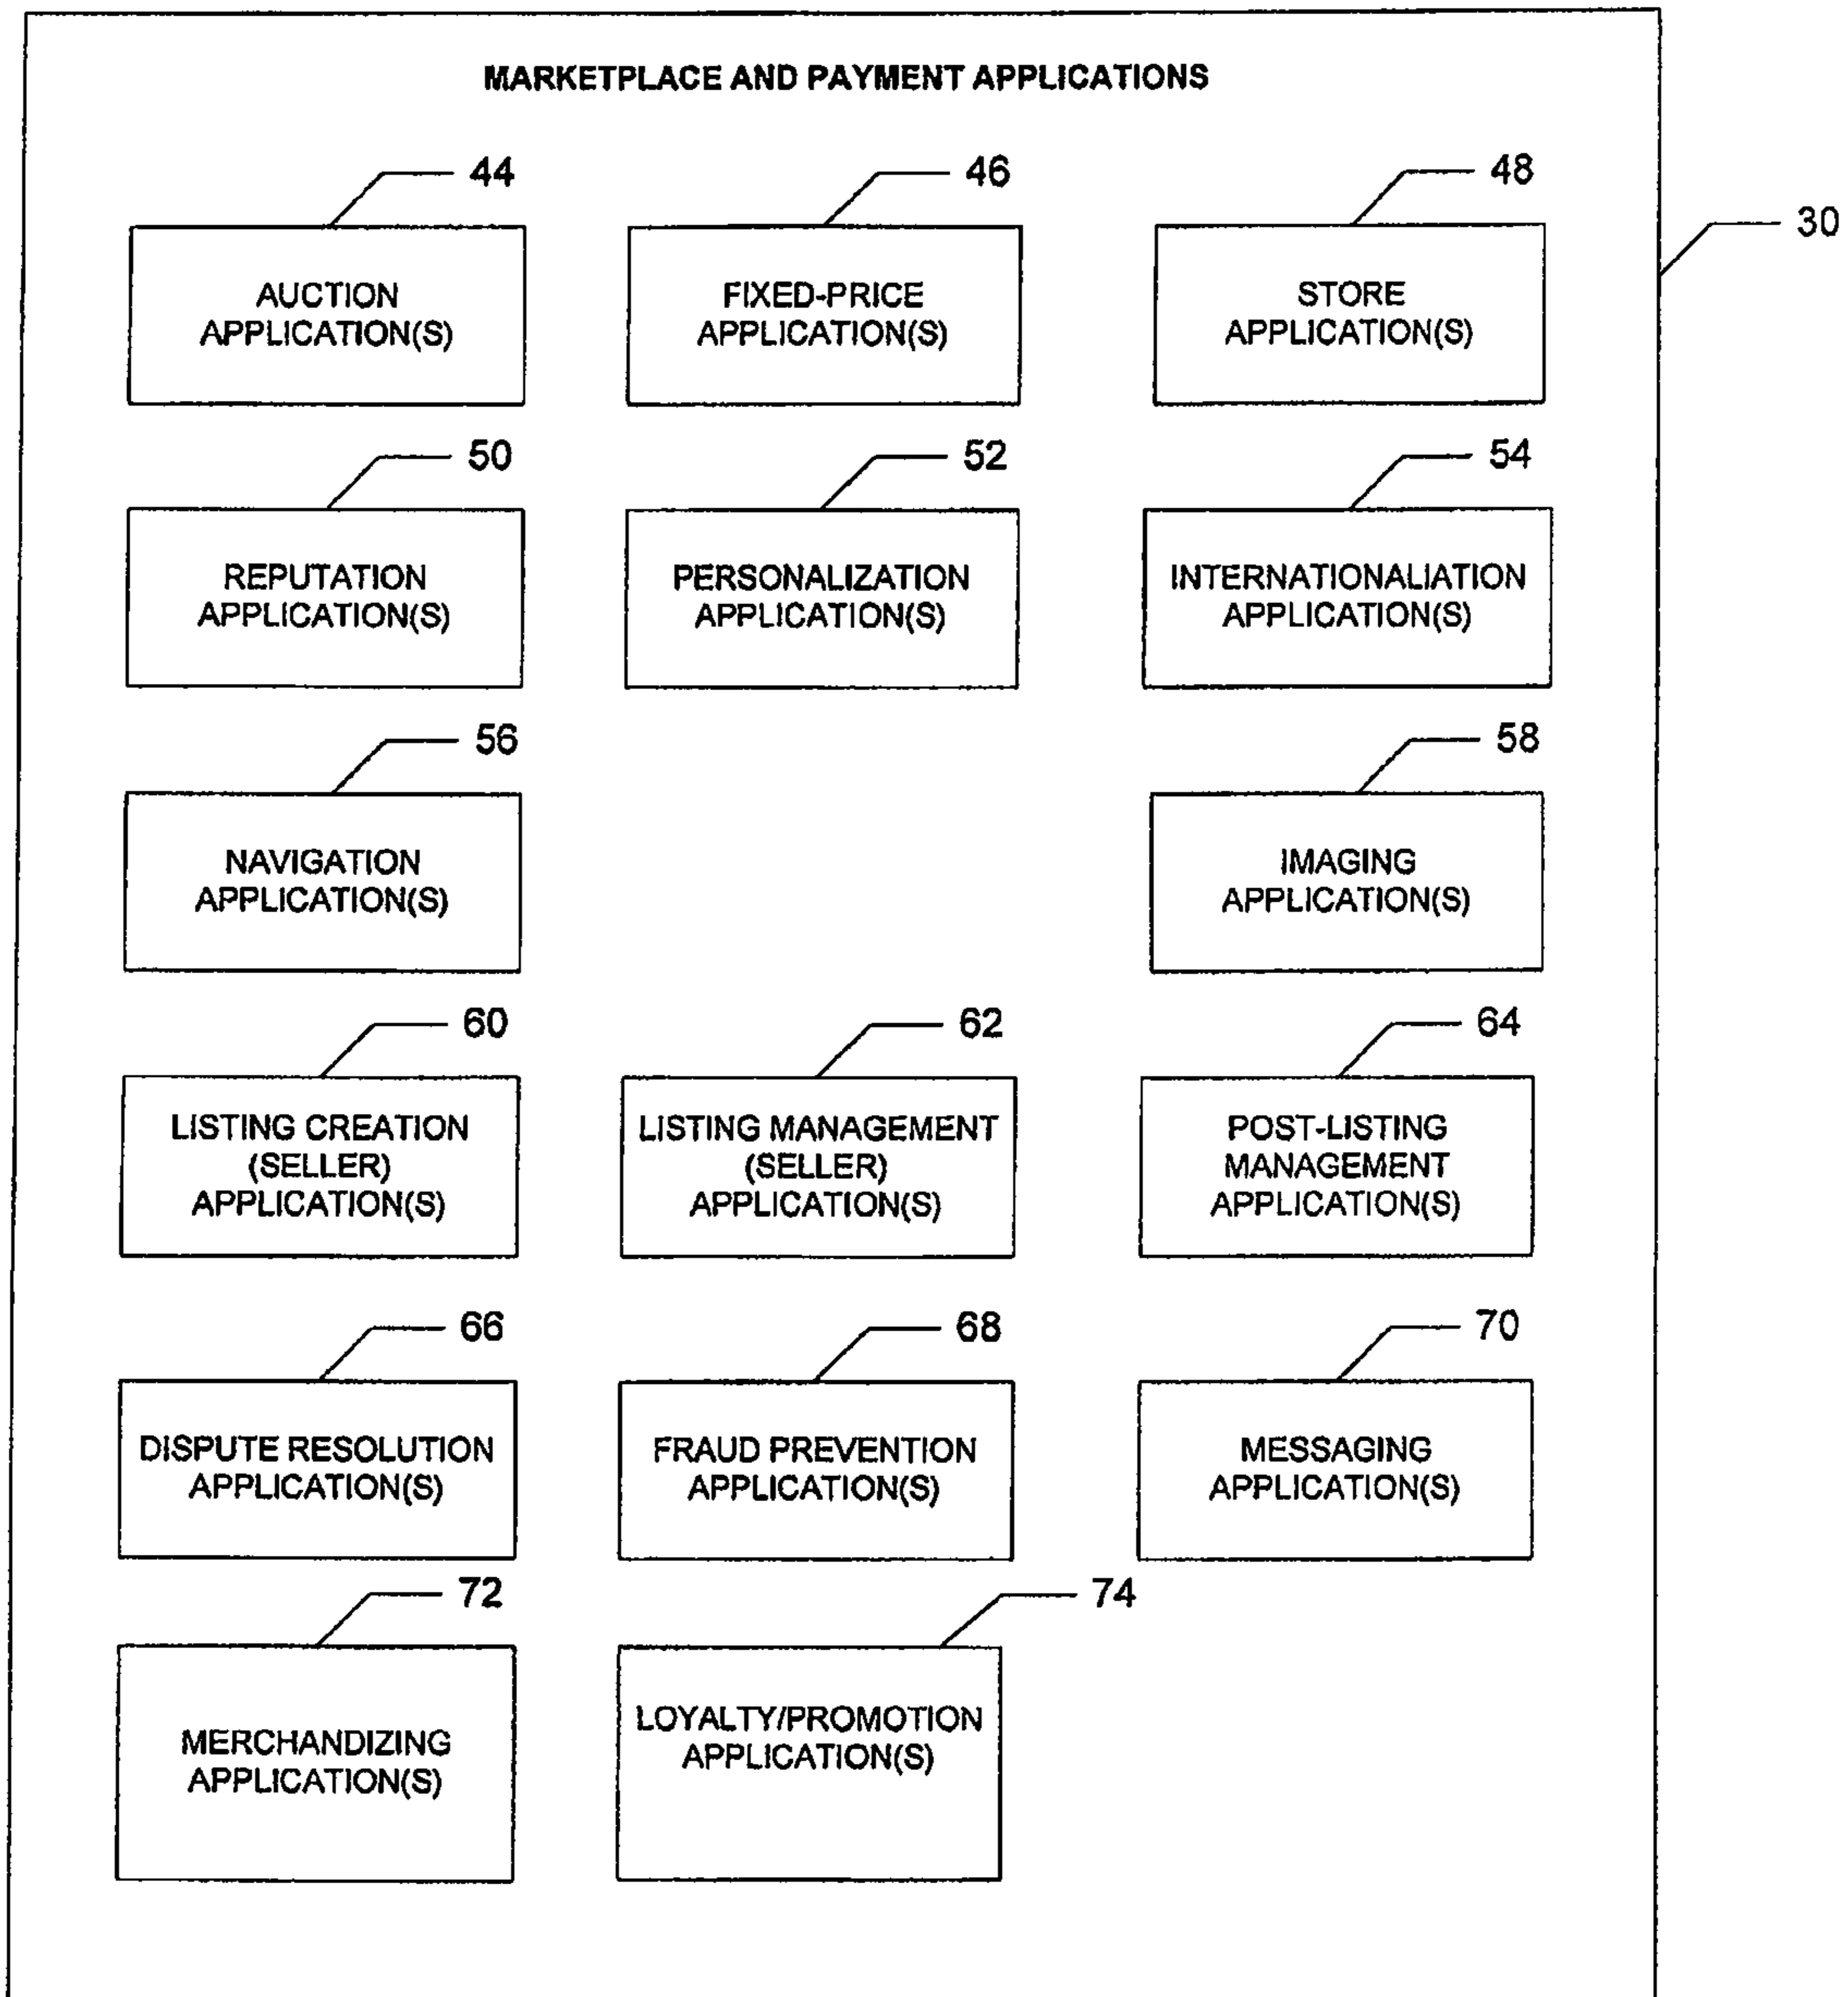 MARKETPLACE AND PAYMENT APPLICATIONS
44
46
48
30
AUCTION
APPLICATION(S)
FIXED-PRICE
APPLICATION(S)
STORE
APPLICATION(S)
50
52
54
REPUTATION
APPLICATION(S)
PERSONALIZATION
APPLICATION(S)
INTERNATIONALIATION
APPLICATION(S)
56
58
NAVIGATION
APPLICATION(S)
IMAGING
APPLICATION(S)
60
62
64
LISTING CREATION
(SELLER)
APPLICATION(S)
LISTING MANAGEMENT
(SELLER)
APPLICATION(S)
POST-LISTING
MANAGEMENT
APPLICATION(S)
66
68
70
DISPUTE RESOLUTION
APPLICATION(S)
FRAUD PREVENTION
APPLICATION(S)
MESSAGING
APPLICATION(S)
72
74
MERCHANDIZING
APPLICATION(S)
LOYALTY/PROMOTION
APPLICATION(S)